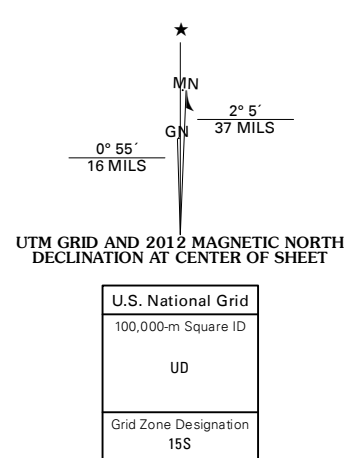 ★
MN
GN
2° 5´
37 MILS
0° 55´
16 MILS
UTM GRID AND 2012 MAGNETIC NORTH
DECLINATION AT CENTER OF SHEET
U.S. National Grid
100,000-m Square ID
UD
Grid Zone Designation
15S